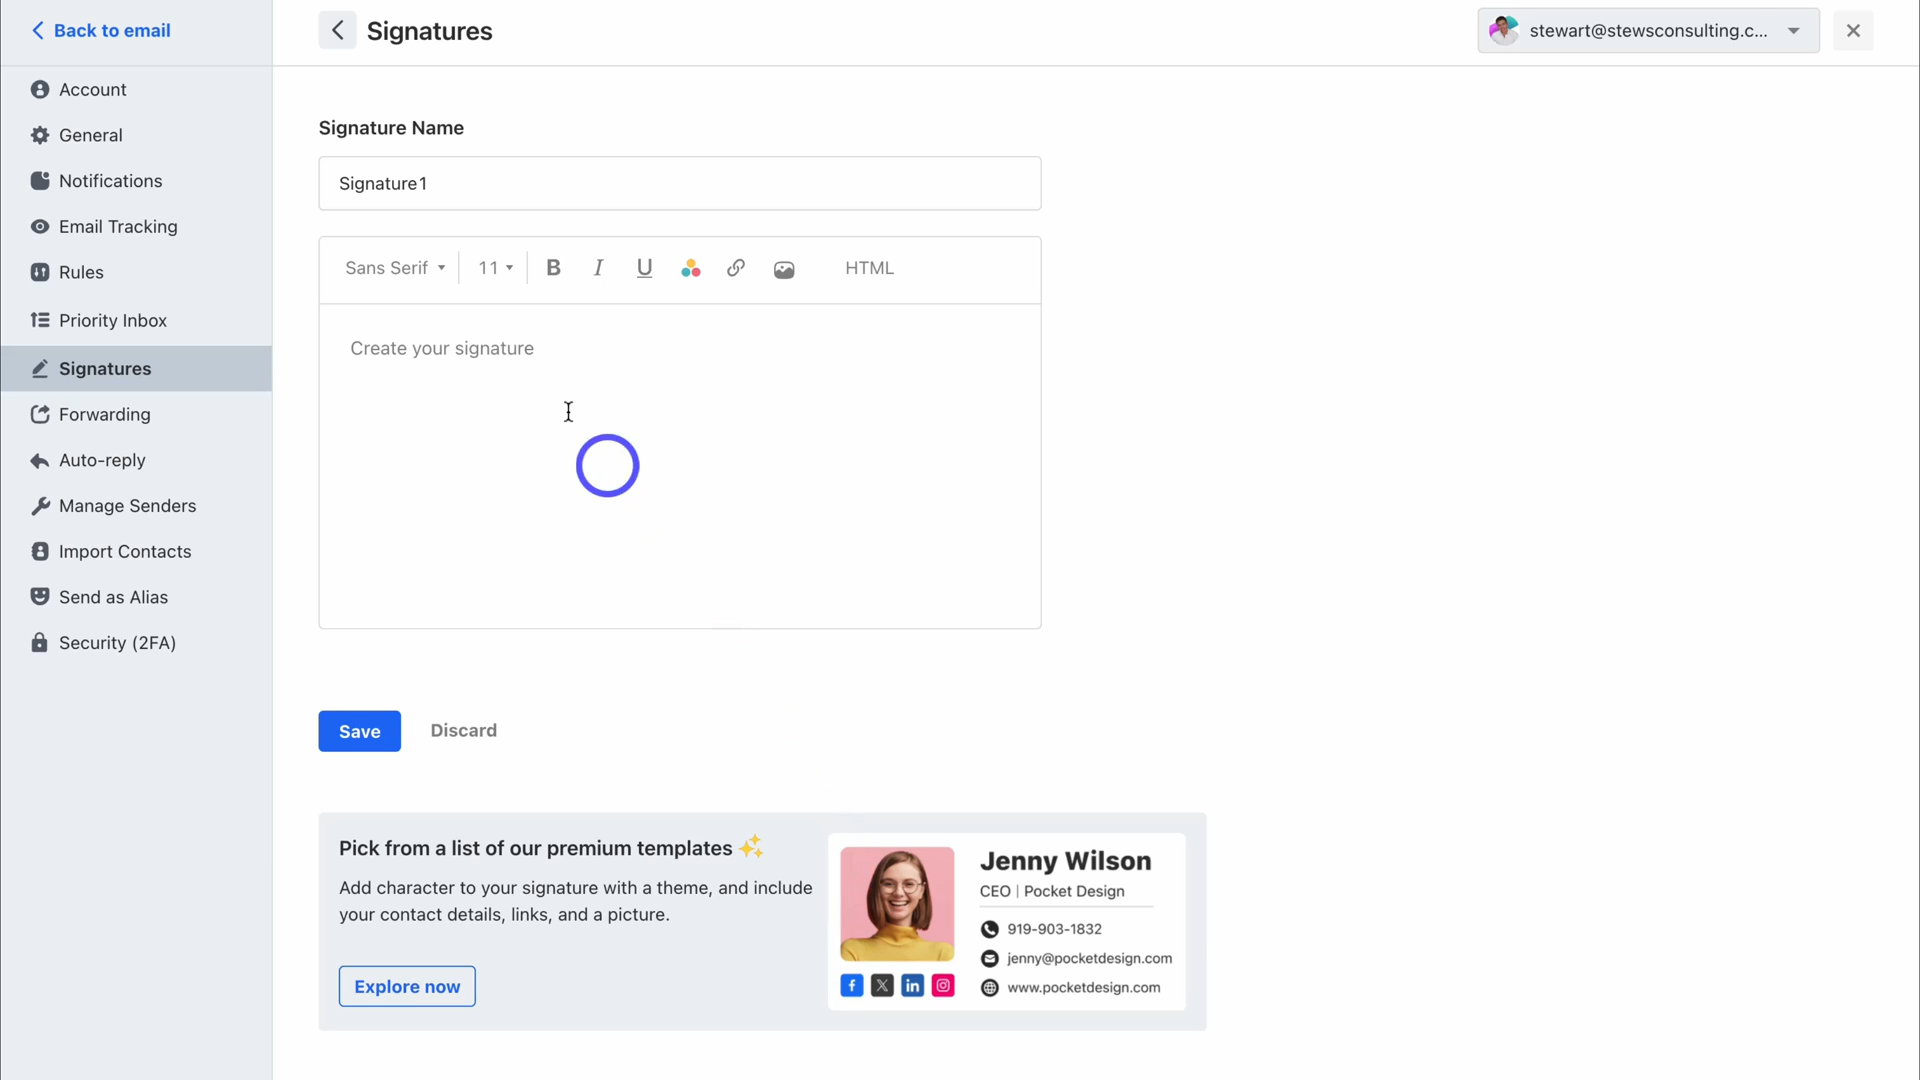 Back to email
Signatures
stewart@stewsconsulting.c...
Account
General
Notifications
Email Tracking
Rules
Priority Inbox
Signatures
Forwarding
Auto-reply
Manage Senders
Import Contacts
Send as Alias
Security (2FA)
Signature Name
Signature1
Sans Serif 11 B I U HTML
Create your signature
Save Discard
Pick from a list of our premium templates ✨
Add character to your signature with a theme, and include
your contact details, links, and a picture.
Explore now
Jenny Wilson
CEO | Pocket Design
919-903-1832
jenny@pocketdesign.com
www.pocketdesign.com